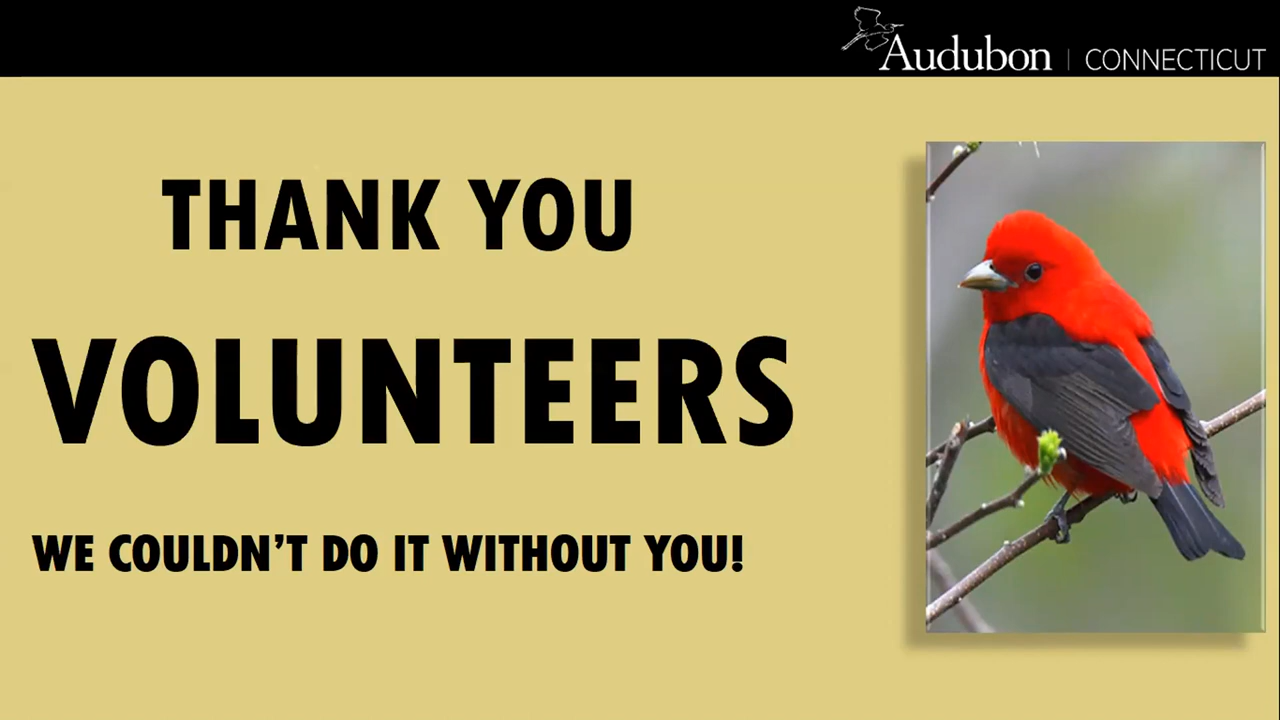 Audubon | CONNECTICUT
THANK YOU
VOLUNTEERS
WE COULDN’T DO IT WITHOUT YOU!